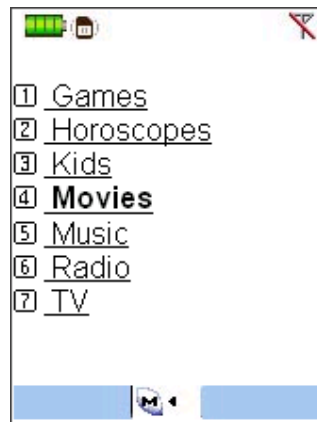 1 Games
2 Horoscopes
3 Kids
4 Movies
5 Music
6 Radio
7 TV
M